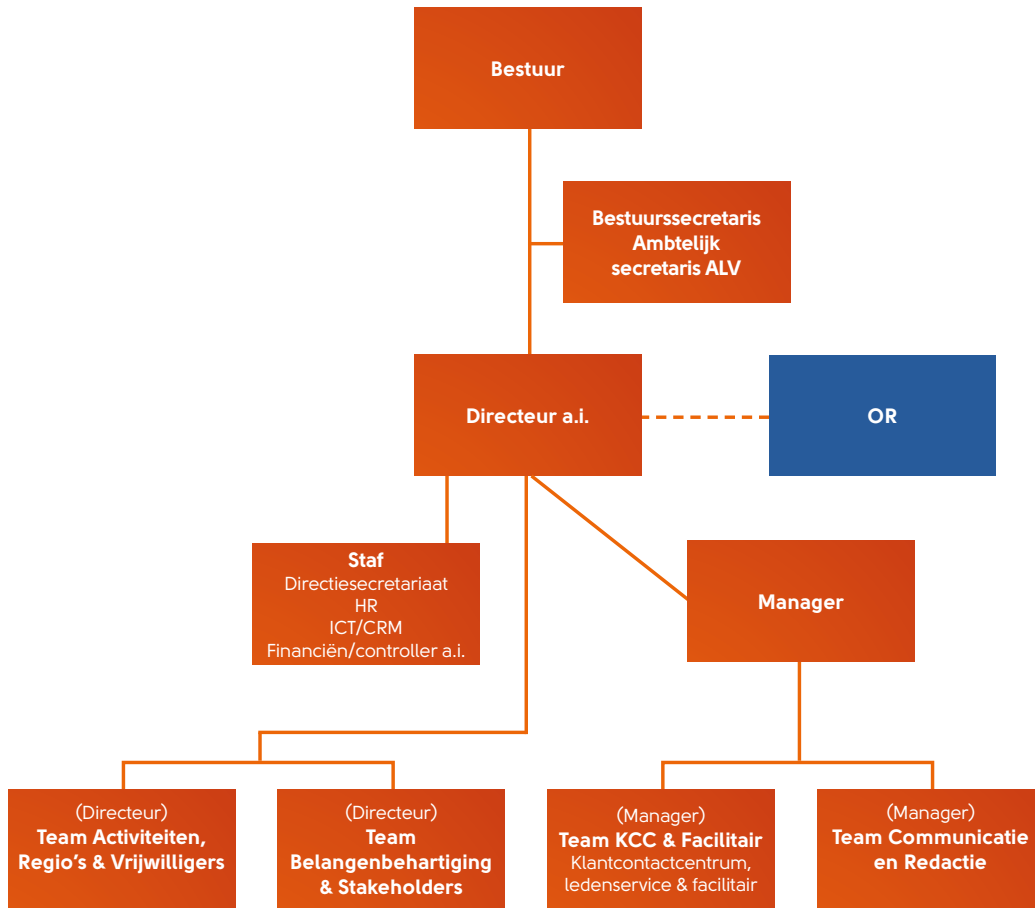 Bestuur
Bestuurssecretaris
Ambtelijk
secretaris ALV
Directeur a.i.
OR
Staf
Directiesecretariaat
HR
ICT/CRM
Financiën/controller a.i.
Manager
(Directeur)
Team Activiteiten,
Regio's & Vrijwilligers
(Directeur)
Team
Belangenbehartiging
& Stakeholders
(Manager)
Team KCC & Facilitair
Klantcontactcentrum,
ledenservice & facilitair
(Manager)
Team Communicatie
en Redactie